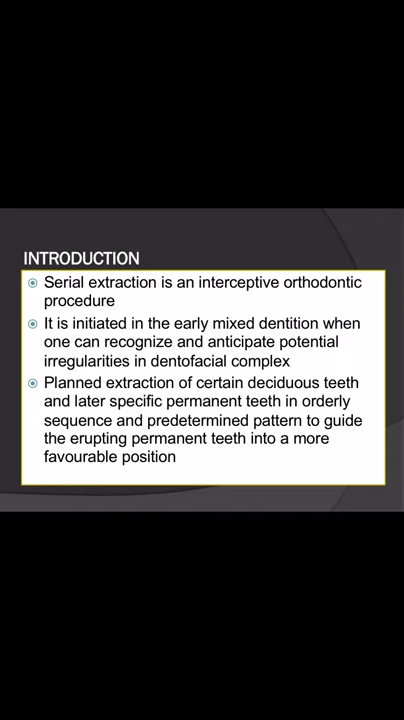 INTRODUCTION
Serial extraction is an interceptive orthodontic
procedure
It is initiated in the early mixed dentition when
one can recognize and anticipate potential
irregularities in dentofacial complex
Planned extraction of certain deciduous teeth
and later specific permanent teeth in orderly
sequence and predetermined pattern to guide
the erupting permanent teeth into a more
favourable position